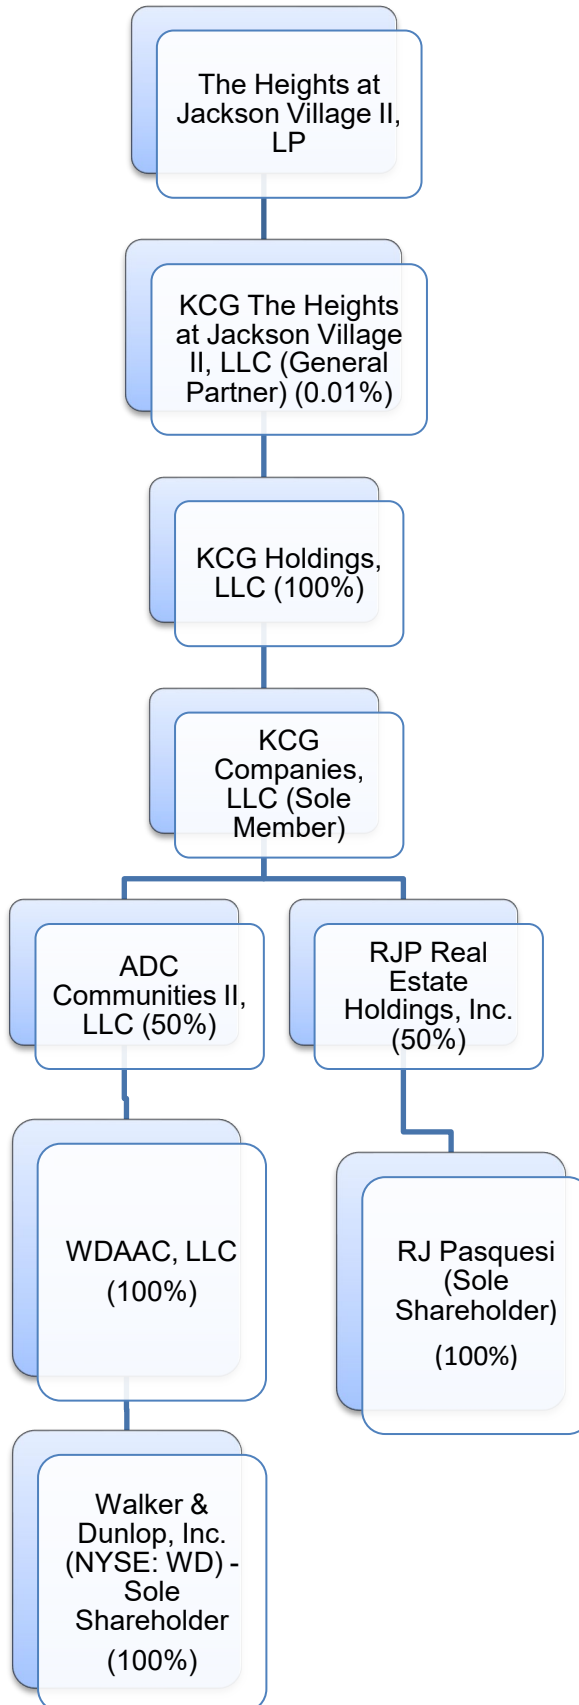 The Heights at
Jackson Village II,
LP
KCG The Heights
at Jackson Village
II, LLC (General
Partner) (0.01%)
KCG Holdings,
LLC (100%)
KCG
Companies,
LLC (Sole
Member)
ADC
Communities II,
LLC (50%)
RJP Real
Estate
Holdings, Inc.
(50%)
WDAAC, LLC
(100%)
RJ Pasquesi
(Sole
Shareholder)
(100%)
Walker &
Dunlop, Inc.
(NYSE: WD) -
Sole
Shareholder
(100%)